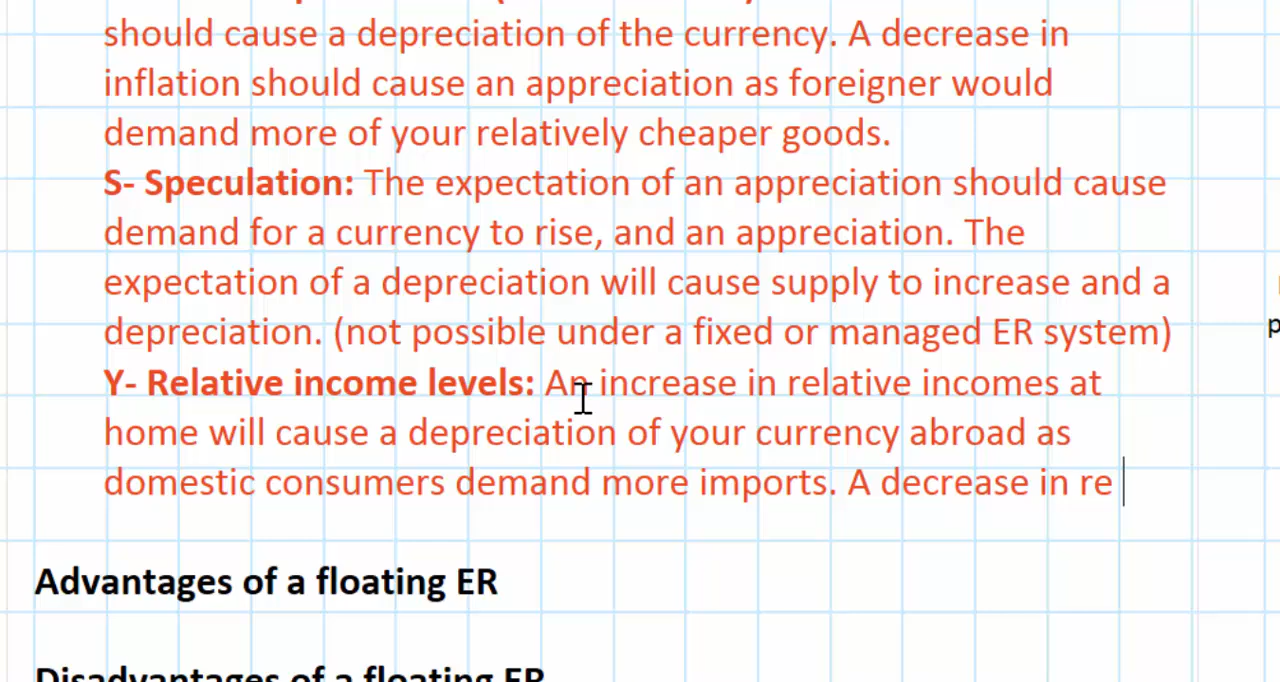 should cause a depreciation of the currency. A decrease in
inflation should cause an appreciation as foreigner would
demand more of your relatively cheaper goods.
S- Speculation: The expectation of an appreciation should cause
demand for a currency to rise, and an appreciation. The
expectation of a depreciation will cause supply to increase and a
depreciation. (not possible under a fixed or managed ER system)
Y- Relative income levels: An increase in relative incomes at
home will cause a depreciation of your currency abroad as
domestic consumers demand more imports. A decrease in re
Advantages of a floating ER
Disadvantages of a floating ER